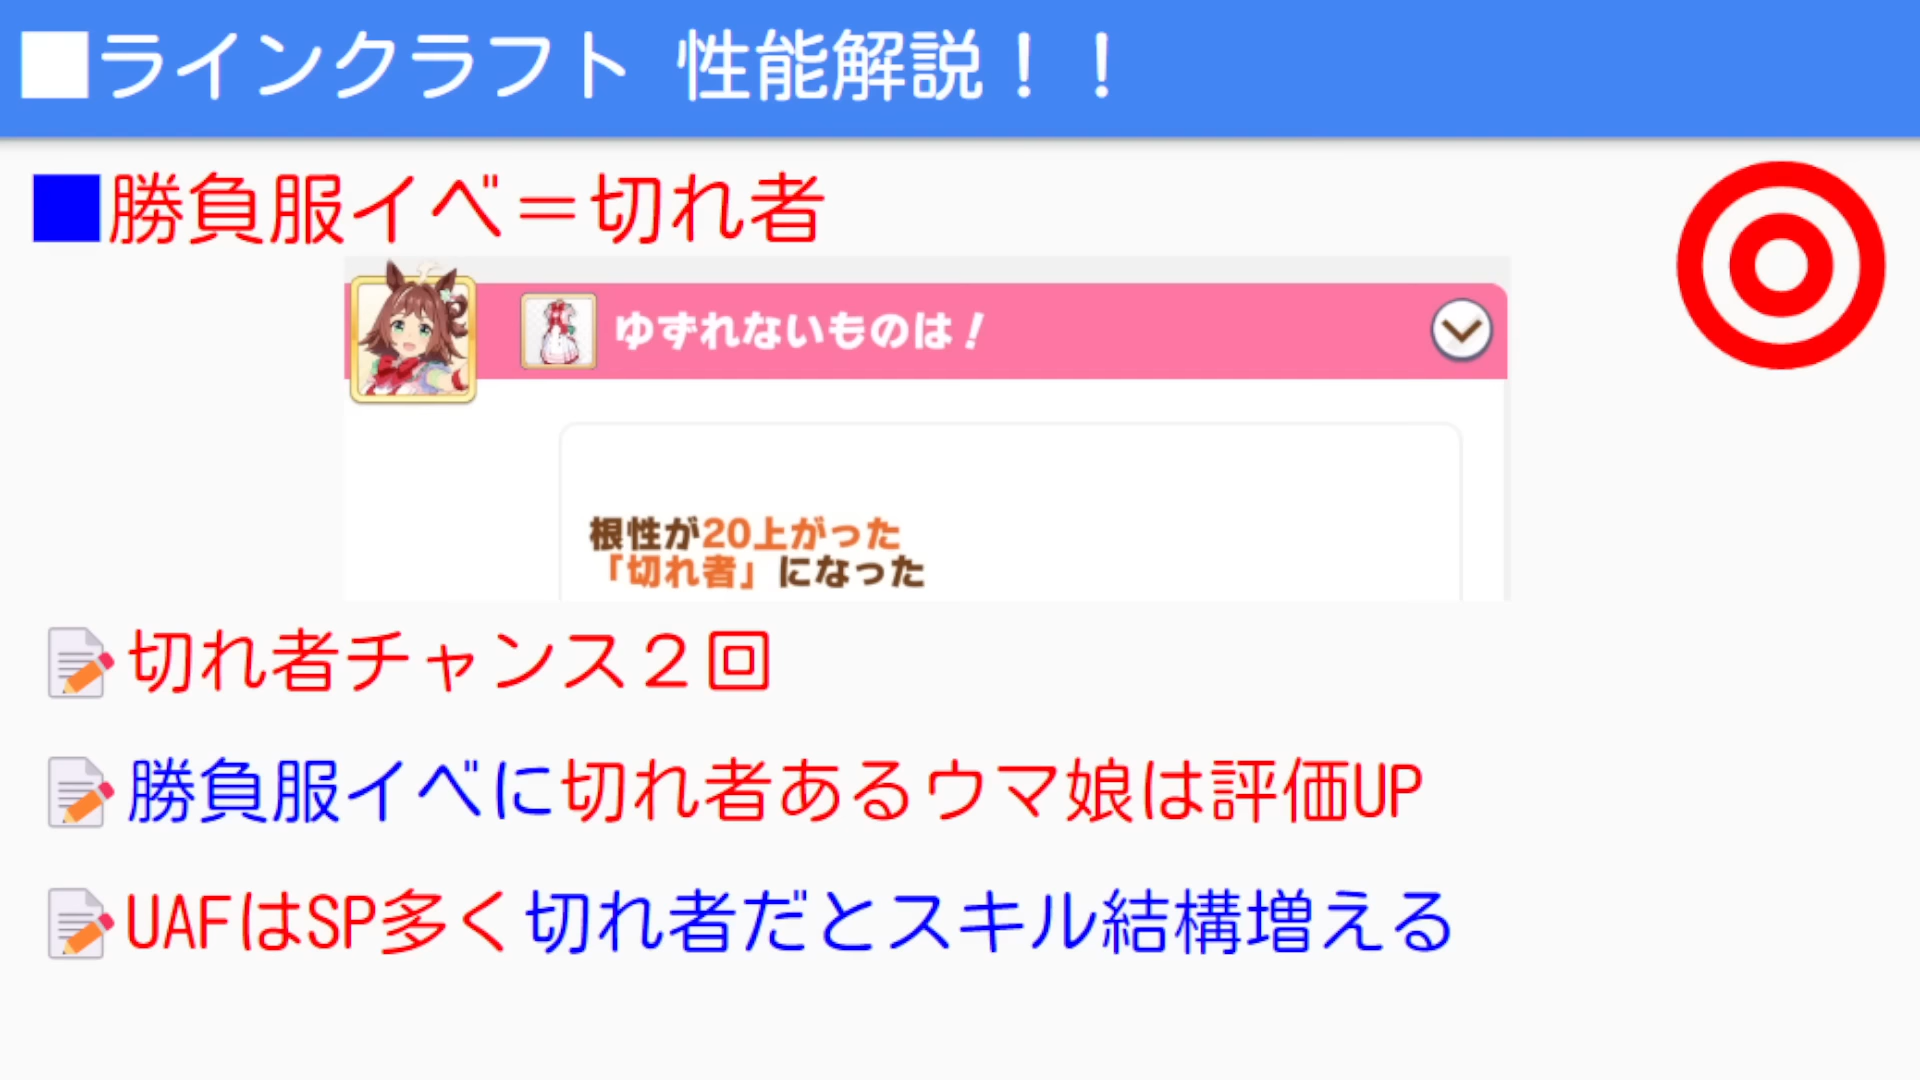 ■ラインクラフト 性能解説！！
■勝負服イベ＝切れ者
ゆずれないものは！
根性が20上がった
「切れ者」になった
切れ者チャンス２回
勝負服イベに切れ者あるウマ娘は評価UP
UAFはSP多く切れ者だとスキル結構増える